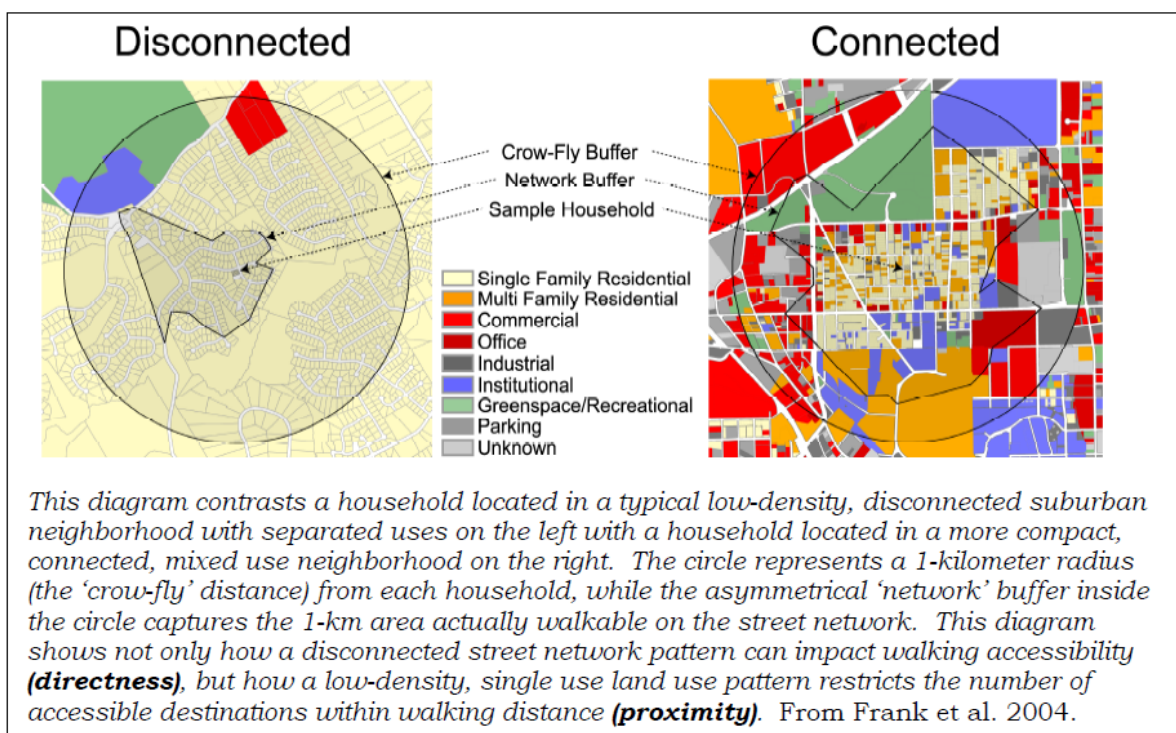 Disconnected
Connected
Crow-Fly Buffer
Network Buffer
Sample Household
Single Family Residential
Multi Family Residential
Commercial
Office
Industrial
Institutional
Greenspace/Recreational
Parking
Unknown
This diagram contrasts a household located in a typical low-density, disconnected suburban
neighborhood with separated uses on the left with a household located in a more compact,
connected, mixed use neighborhood on the right. The circle represents a 1-kilometer radius
(the ‘crow-fly’ distance) from each household, while the asymmetrical ‘network’ buffer inside
the circle captures the 1-km area actually walkable on the street network. This diagram
shows not only how a disconnected street network pattern can impact walking accessibility
(directness), but how a low-density, single use land use pattern restricts the number of
accessible destinations within walking distance (proximity). From Frank et al. 2004.